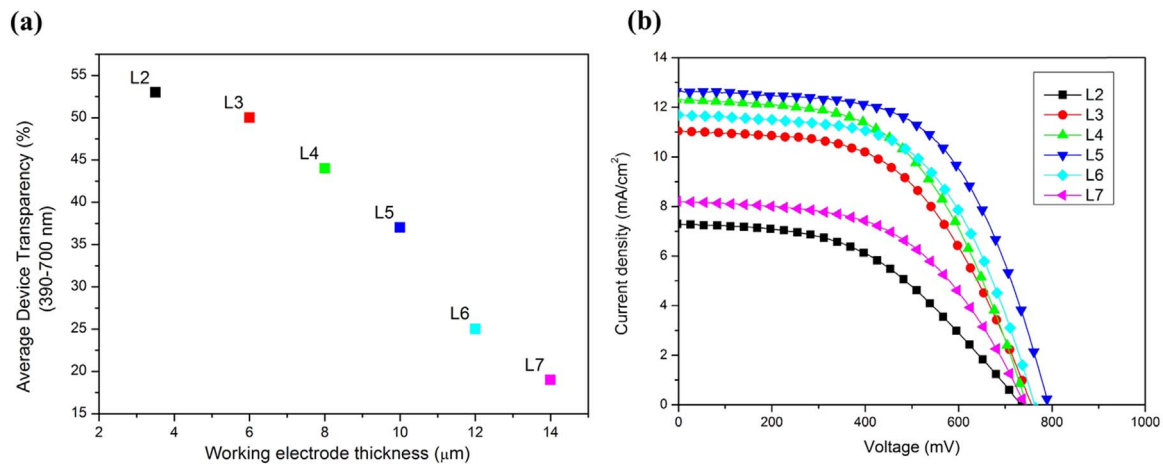 (a)
Average Device Transparency (%)
(390-700 nm)
55
50
45
40
35
30
25
20
15
L2
L3
L4
L5
L6
L7
2
4
6
8
10
12
14
Working electrode thickness (μm)
(b)
Current density (mA/cm²)
14
12
10
8
6
4
2
0
L2
L3
L4
L5
L6
L7
0
200
400
600
800
1000
Voltage (mV)